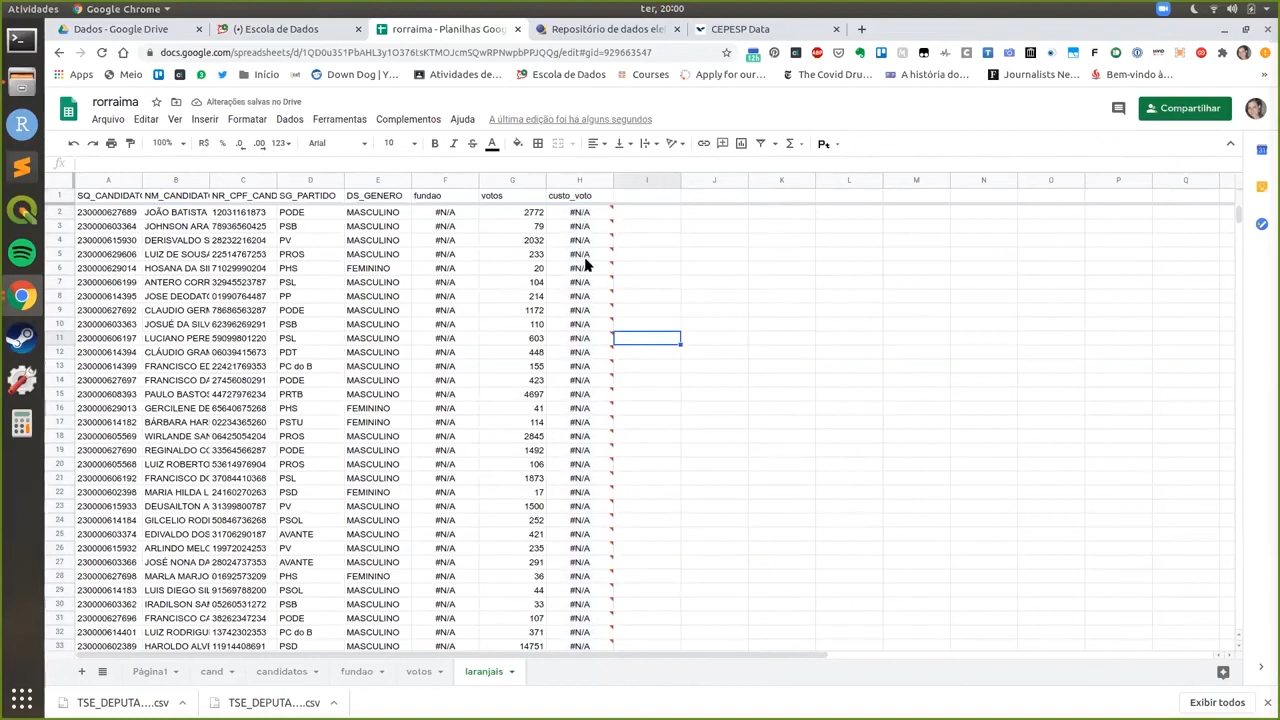 Atividades Google Chrome ter, 20:00
Dados - Google Drive (•) Escola de Dados rorraima - Planilhas Goog Repositório de dados ele CEPESP Data
docs.google.com/spreadsheets/d/1QD0u351PbAHL3y1O376tsKTMOJcmSQwRPNwpbPPJQQg/edit#gid=929663547
Apps Meio Início Down Dog // Yoga... Atividades de... Escola de Dados Courses Apply for our... The Covid Dru... A história do... Journalists Ne... Bem-vindo à...
rorraima Alterações salvas no Drive
Arquivo Editar Ver Inserir Formatar Dados Ferramentas Complementos Ajuda A última edição foi há alguns segundos Compartilhar
100% R$ % .0 .00 123 Arial 10
A B C D E F G H I J K L M N O P Q
1 SQ_CANDIDATO NM_CANDIDATO NR_CPF_CAND SG_PARTIDO DS_GENERO fundao votos custo_voto
2 230000627689 JOÃO BATISTA 12031161873 PODE MASCULINO #N/A 2772 #N/A
3 230000603364 JOHNSON ARA 78936560425 PSB MASCULINO #N/A 79 #N/A
4 230000615930 DERISVALDO S 28232216204 PV MASCULINO #N/A 2032 #N/A
5 230000629606 LUIZ DE SOUSA 22514767253 PROS MASCULINO #N/A 233 #N/A
6 230000629014 HOSANA DA SI 71029990204 PHS FEMININO #N/A 20 #N/A
7 230000606199 ANTERO CORR 32945523787 PSL MASCULINO #N/A 104 #N/A
8 230000614395 JOSE DEODATO 01990764487 PP MASCULINO #N/A 214 #N/A
9 230000627692 CLAUDIO GERM 78686563287 PODE MASCULINO #N/A 1172 #N/A
10 230000603363 JOSUÉ DA SILV 62396269291 PSB MASCULINO #N/A 110 #N/A
11 230000606197 LUCIANO PERE 59099801220 PSL MASCULINO #N/A 603 #N/A
12 230000614394 CLÁUDIO GRAN 06039415673 PDT MASCULINO #N/A 448 #N/A
13 230000614399 FRANCISCO ED 22421769353 PC do B MASCULINO #N/A 155 #N/A
14 230000627697 FRANCISCO DA 27456080291 PODE MASCULINO #N/A 423 #N/A
15 230000608393 PAULO BASTOS 44727976234 PRTB MASCULINO #N/A 4697 #N/A
16 230000629013 GERCILENE DE 65640675268 PHS FEMININO #N/A 41 #N/A
17 230000614182 BÁRBARA HAR 02234365260 PSTU FEMININO #N/A 114 #N/A
18 230000605569 WIRLANDE SAN 06425054204 PROS MASCULINO #N/A 2845 #N/A
19 230000627690 REGINALDO CO 33564566287 PODE MASCULINO #N/A 1492 #N/A
20 230000605568 LUIZ ROBERTO 53614976904 PROS MASCULINO #N/A 106 #N/A
21 230000606192 FRANCISCO DO 37084410368 PSL MASCULINO #N/A 1873 #N/A
22 230000602398 MARIA HILDA L 24160270263 PSD FEMININO #N/A 17 #N/A
23 230000615933 DEUSAILTON A 31399800787 PV MASCULINO #N/A 1500 #N/A
24 230000614184 GILCELIO RODI 50846736268 PSOL MASCULINO #N/A 252 #N/A
25 230000603374 EDIVALDO DOS 31706290187 AVANTE MASCULINO #N/A 421 #N/A
26 230000615932 ARLINDO MELO 19972024253 PV MASCULINO #N/A 235 #N/A
27 230000603366 JOSÉ NONA DA 28024737353 AVANTE MASCULINO #N/A 291 #N/A
28 230000627698 MARLA MARJO 01692573209 PHS FEMININO #N/A 36 #N/A
29 230000614183 LUIS DIEGO SIL 91569788200 PSOL MASCULINO #N/A 44 #N/A
30 230000603362 IRADILSON SAM 05260531272 PSB MASCULINO #N/A 33 #N/A
31 230000627696 FRANCISCO CA 38262347234 PODE MASCULINO #N/A 107 #N/A
32 230000614401 LUIZ RODRIGU 13742302353 PC do B MASCULINO #N/A 371 #N/A
33 230000602389 HAROLDO ALVE 11914408691 PSD MASCULINO #N/A 14751 #N/A
+ Página1 cand candidatos fundao votos laranjais
TSE_DEPUTA....csv TSE_DEPUTA....csv Exibir todos